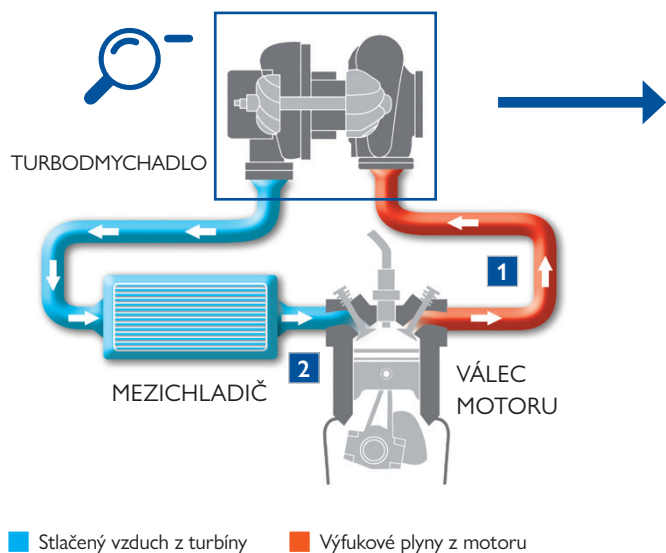 TURBODMYCHADLO
1
2
MEZICHLADIČ
VÁLEC
MOTORU
Stlačený vzduch z turbíny
Výfukové plyny z motoru